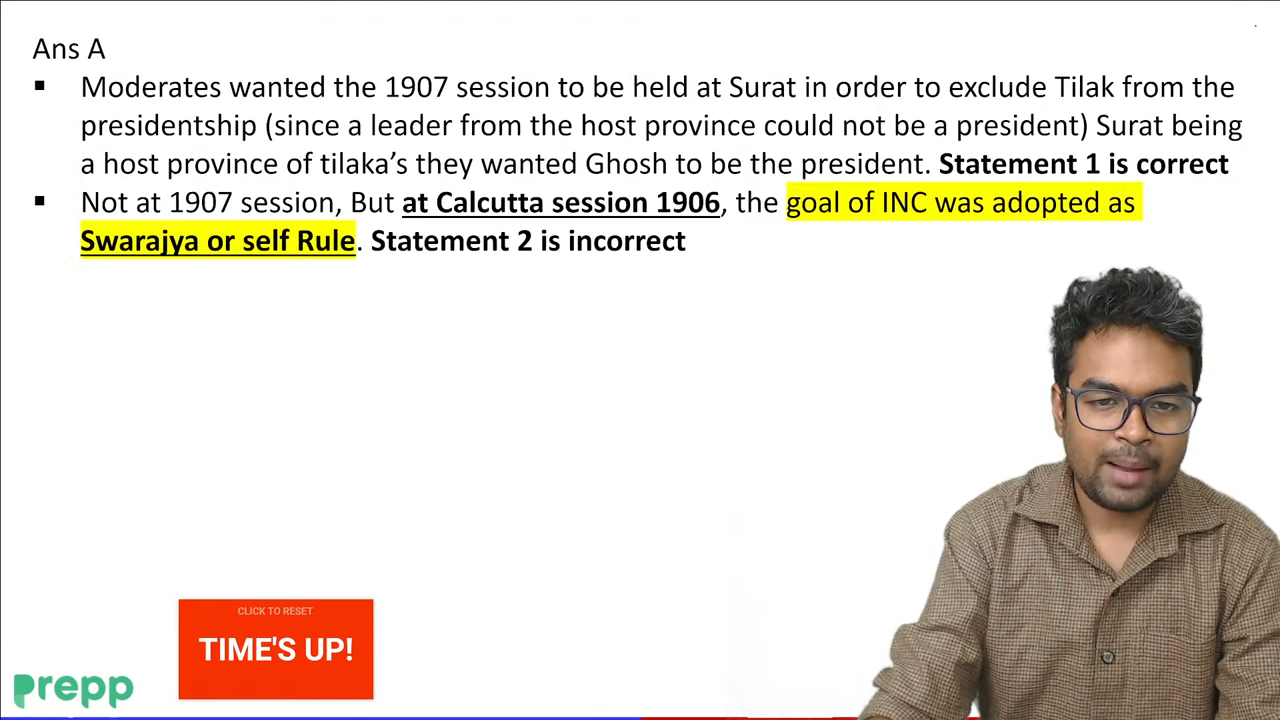 Ans A
▪ Moderates wanted the 1907 session to be held at Surat in order to exclude Tilak from the
presidentship (since a leader from the host province could not be a president) Surat being
a host province of tilaka’s they wanted Ghosh to be the president. Statement 1 is correct
▪ Not at 1907 session, But at Calcutta session 1906, the goal of INC was adopted as
Swarajya or self Rule. Statement 2 is incorrect
CLICK TO RESET
TIME'S UP!
prepp